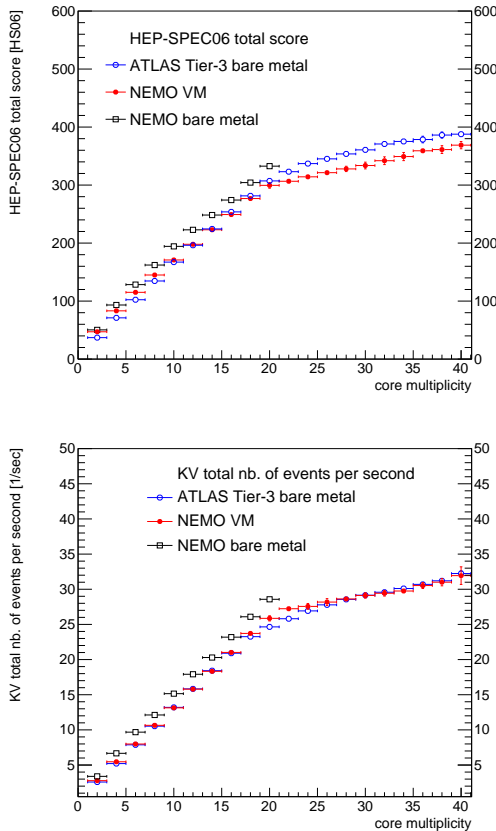 HEP-SPEC06 total score [HS06]
600
600
500
500
400
400
300
300
200
200
100
100
0
0
HEP-SPEC06 total score
ATLAS Tier-3 bare metal
NEMO VM
NEMO bare metal
0 5 10 15 20 25 30 35 40
core multiplicity
KV total nb. of events per second [1/sec]
50
50
45
45
40
40
35
35
30
30
25
25
20
20
15
15
10
10
5
5
KV total nb. of events per second
ATLAS Tier-3 bare metal
NEMO VM
NEMO bare metal
0 5 10 15 20 25 30 35 40
core multiplicity